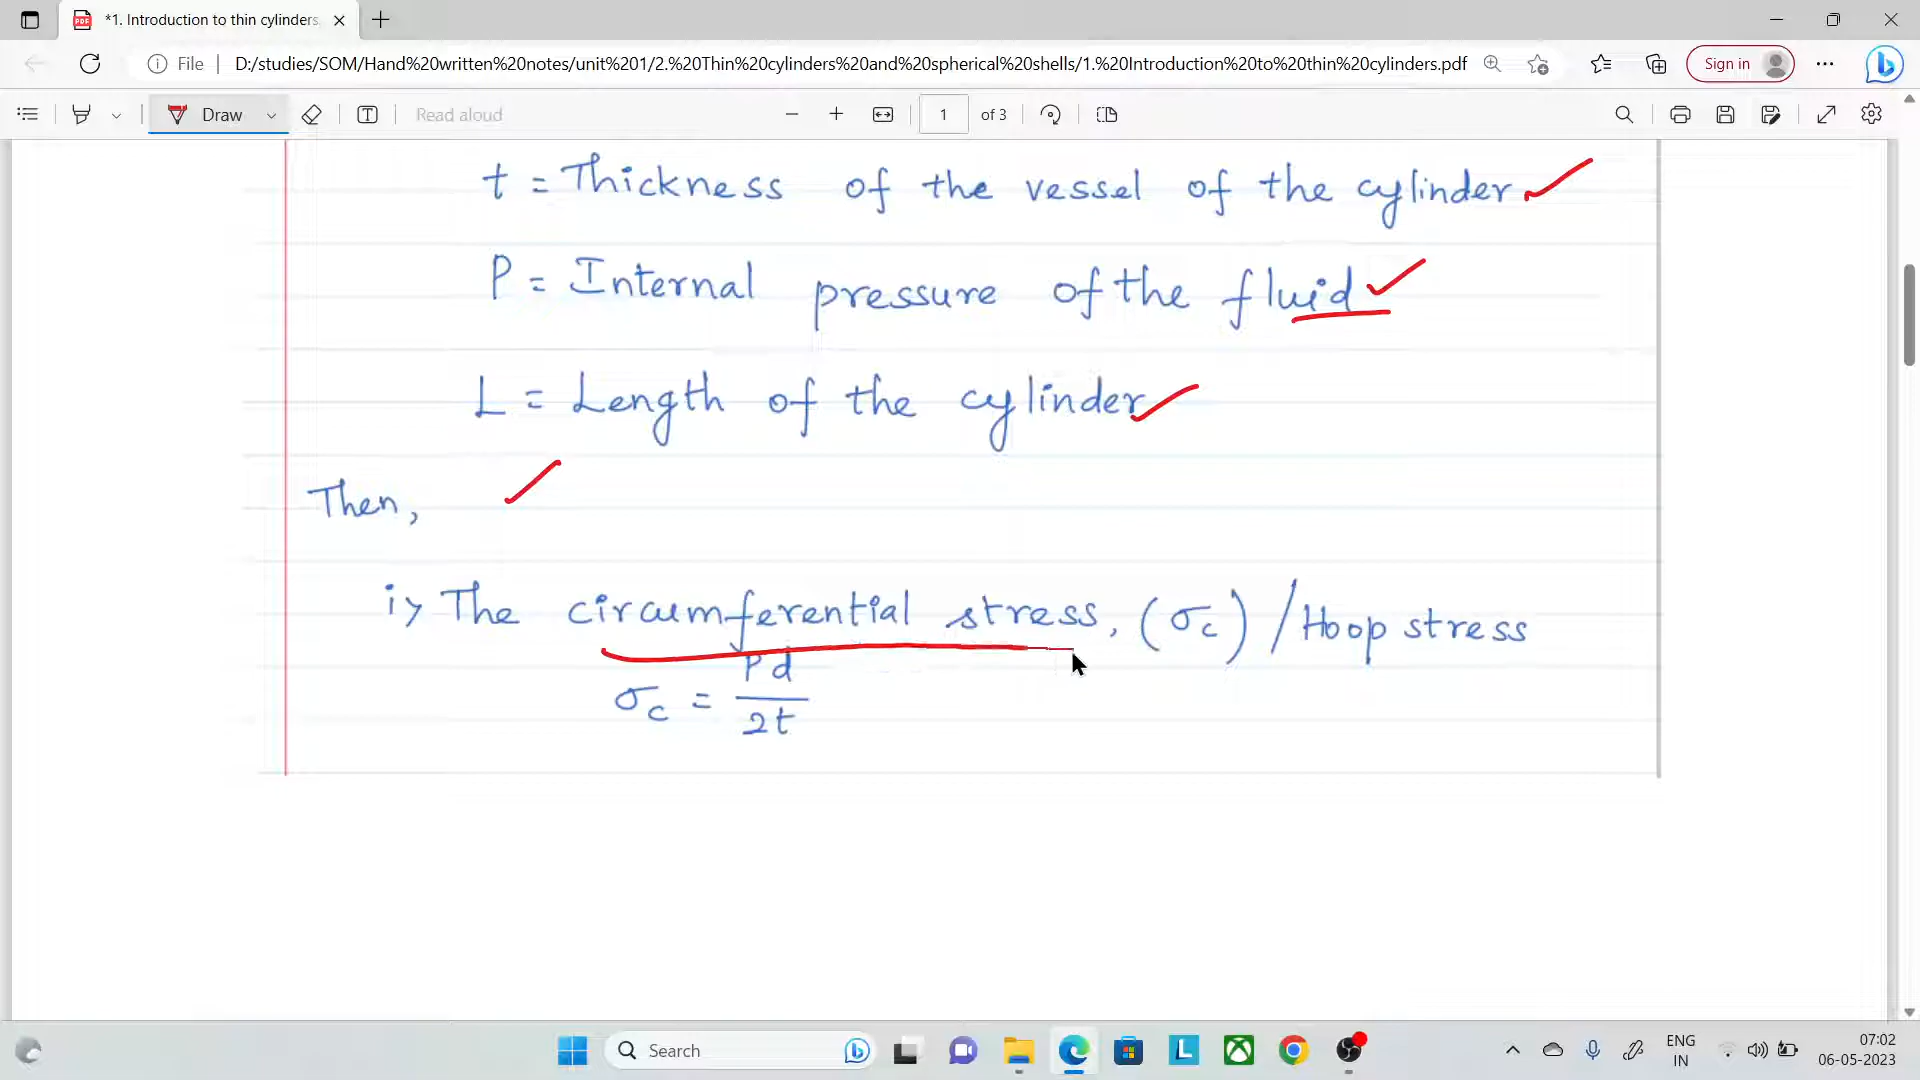 *1. Introduction to thin cylinders.
File
D:/studies/SOM/Hand%20written%20notes/unit%201/2.%20Thin%20cylinders%20and%20spherical%20shells/1.%20Introduction%20to%20thin%20cylinders.pdf
Sign in
Draw
Read aloud
1 of 3
t = Thickness of the vessel of the cylinder
P = Internal pressure of the fluid
L = Length of the cylinder
Then,
i> The circumferential stress, (σc) / Hoop stress
σc = Pd/2t
Search
ENG
IN
07:02
06-05-2023